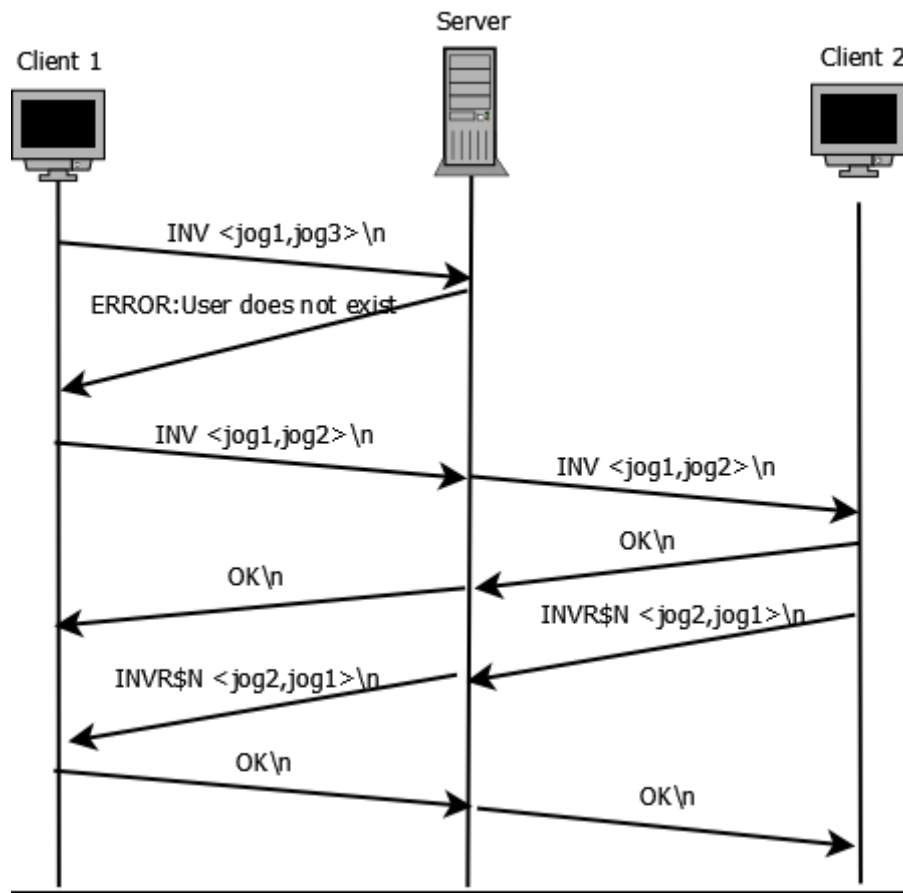 Server
Client 1
Client 2
INV <jog1,jog3>\n
ERROR:User does not exist
INV <jog1,jog2>\n
INV <jog1,jog2>\n
OK\n
OK\n
INVR$N <jog2,jog1>\n
INVR$N <jog2,jog1>\n
OK\n
OK\n